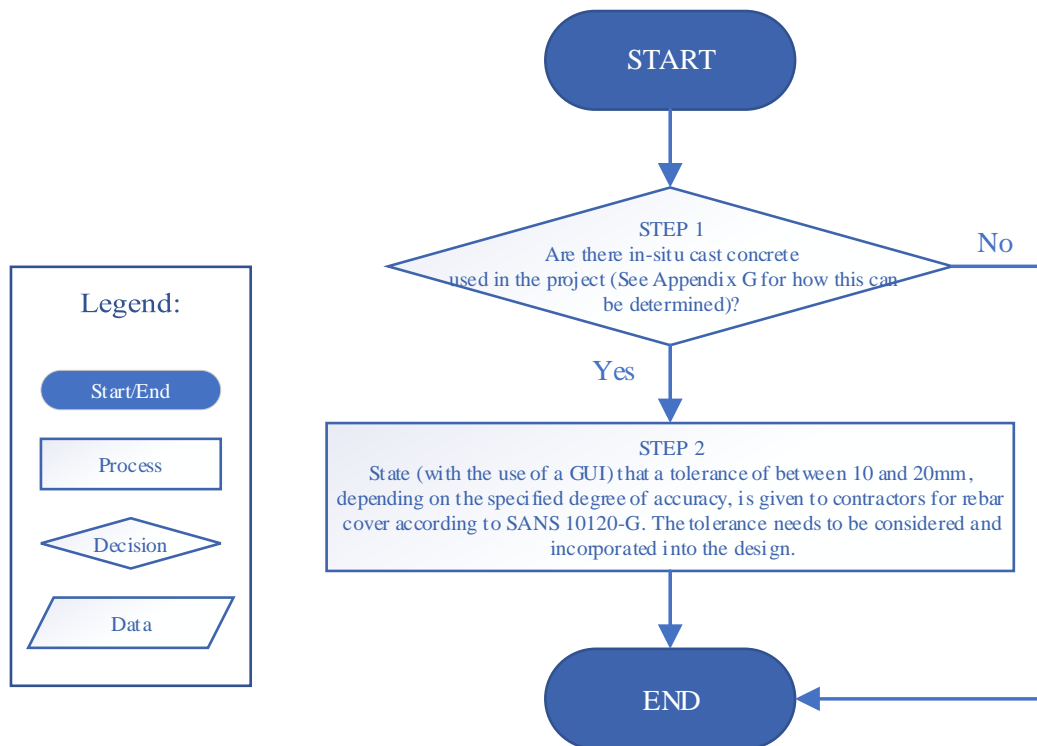 START
STEP 1
Are there in-situ cast concrete
used in the project (See Appendix G for how this can
be determined)?
No
Yes
STEP 2
State (with the use of a GUI) that a tolerance of between 10 and 20mm,
depending on the specified degree of accuracy, is given to contractors for rebar
cover according to SANS 10120-G. The tolerance needs to be considered and
incorporated into the design.
END
Legend:
Start/End
Process
Decision
Data